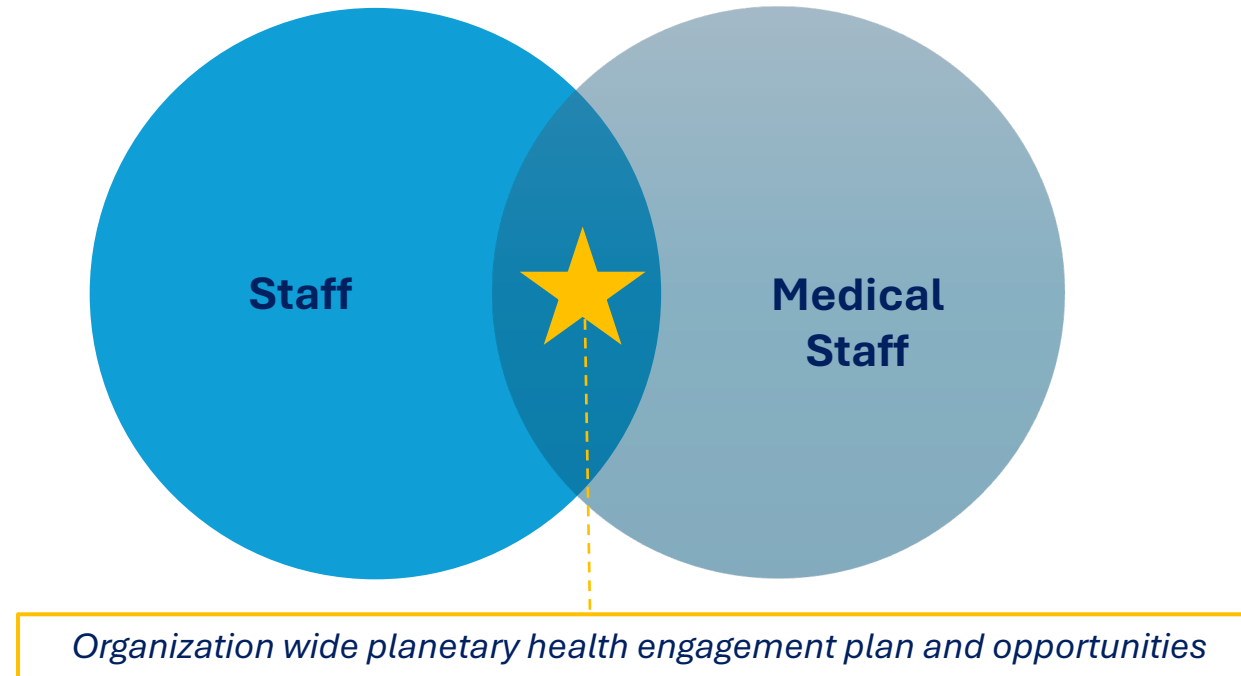 Staff
Medical
Staff
Organization wide planetary health engagement plan and opportunities